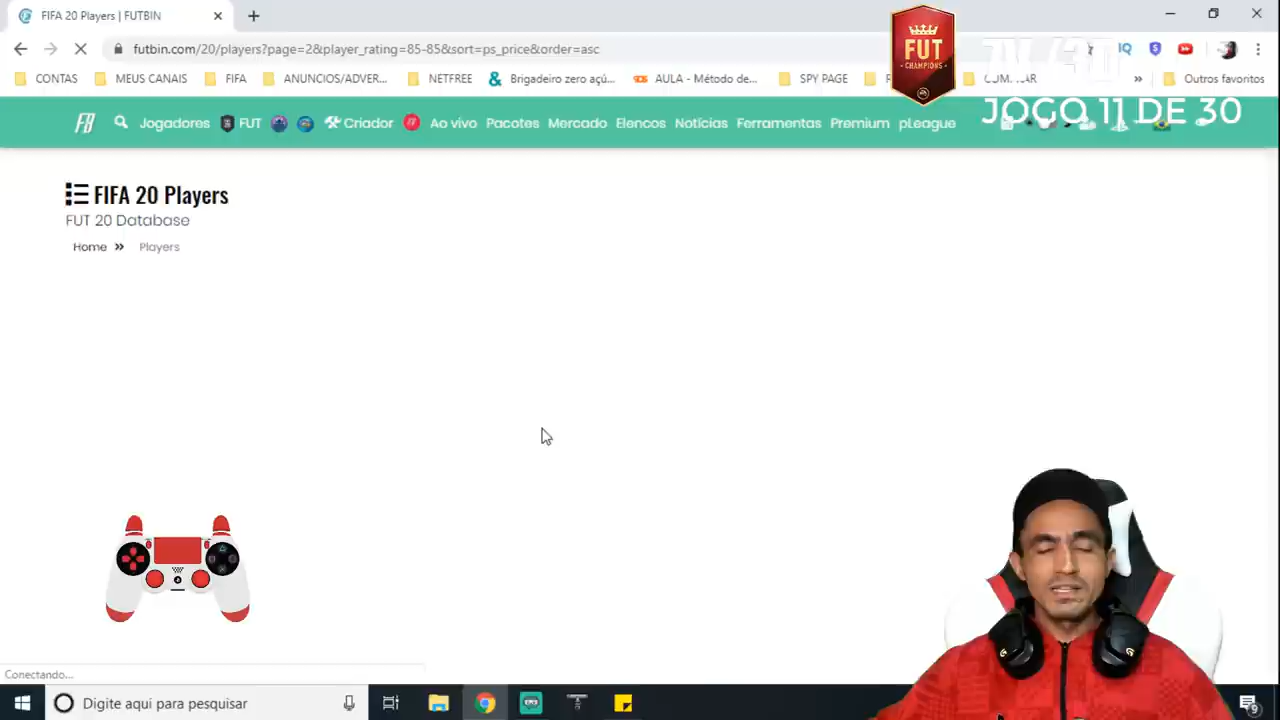 FIFA 20 Players | FUTBIN
futbin.com/20/players?page=2&player_rating=85-85&sort=ps_price&order=asc
CONTAS MEUS CANAIS ANUNCIOS/ADVER... NETFREE Brigadeiro zero açú... AULA - Método de... SPY PAGE Outros favoritos
FUT
CHAMPIONS
JOGO 11 DE 30
Jogadores FUT Criador Ao vivo Pacotes Mercado Elencos Notícias Ferramentas Premium pLeague
FIFA 20 Players
FUT 20 Database
Home Players
Conectando...
Digite aqui para pesquisar